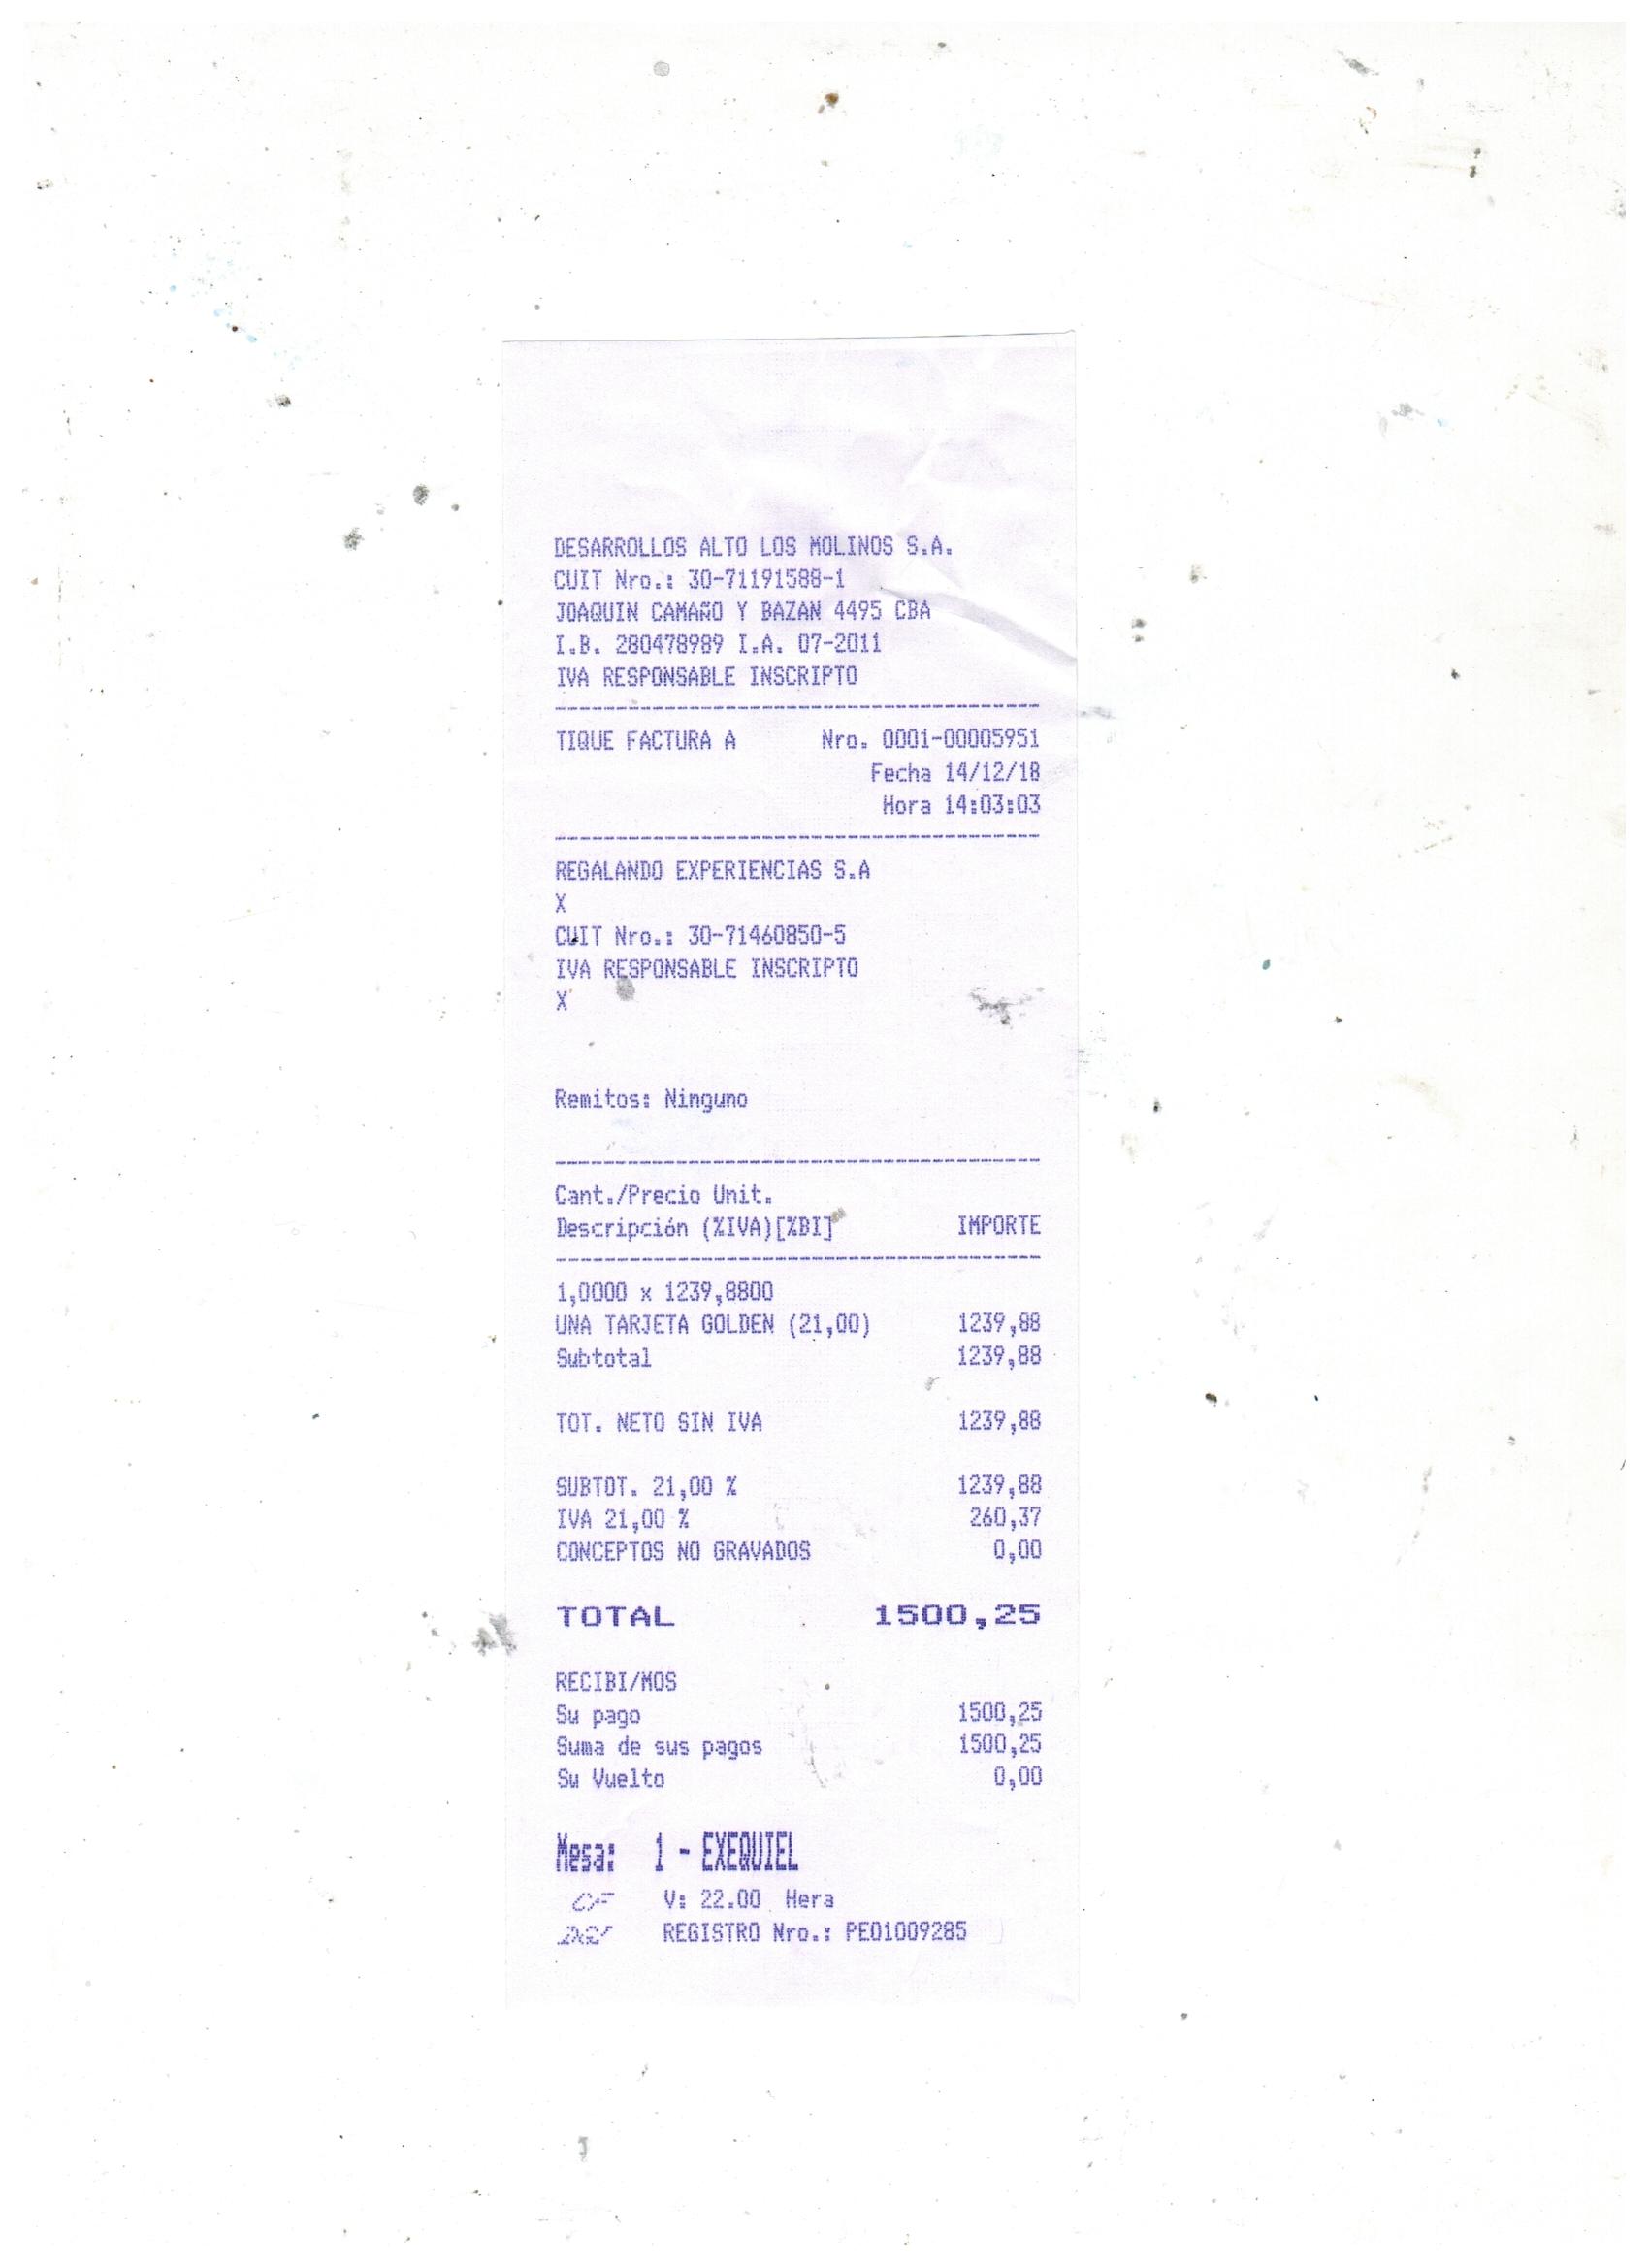 DESARROLLOS ALTO LOS MOLINOS S.A.
CUIT Nro.: 30-71191588-1
JOAQUIN CAMAÑO Y BAZAN 4495 CBA
I.B. 280478989 I.A. 07-2011
IVA RESPONSABLE INSCRIPTO
TIQUE FACTURA A Nro. 0001-00005951
Fecha 14/12/18
Hora 14:03:03
REGALANDO EXPERIENCIAS S.A
X
CUIT Nro.: 30-71460850-5
IVA RESPONSABLE INSCRIPTO
X
Remitos: Ninguno
Cant./Precio Unit.
Descripción (%IVA)[%BI] IMPORTE
1,0000 x 1239,8800
UNA TARJETA GOLDEN (21,00) 1239,88
Subtotal 1239,88
TOT. NETO SIN IVA 1239,88
SUBTOT. 21,00 % 1239,88
IVA 21,00 % 260,37
CONCEPTOS NO GRAVADOS 0,00
TOTAL 1500,25
RECIBI/MOS
Su pago 1500,25
Suma de sus pagos 1500,25
Su Vuelto 0,00
Mesa: 1 - EXEQUIEL
CF V: 22.00 Hera
DGI REGISTRO Nro.: PEO1009285